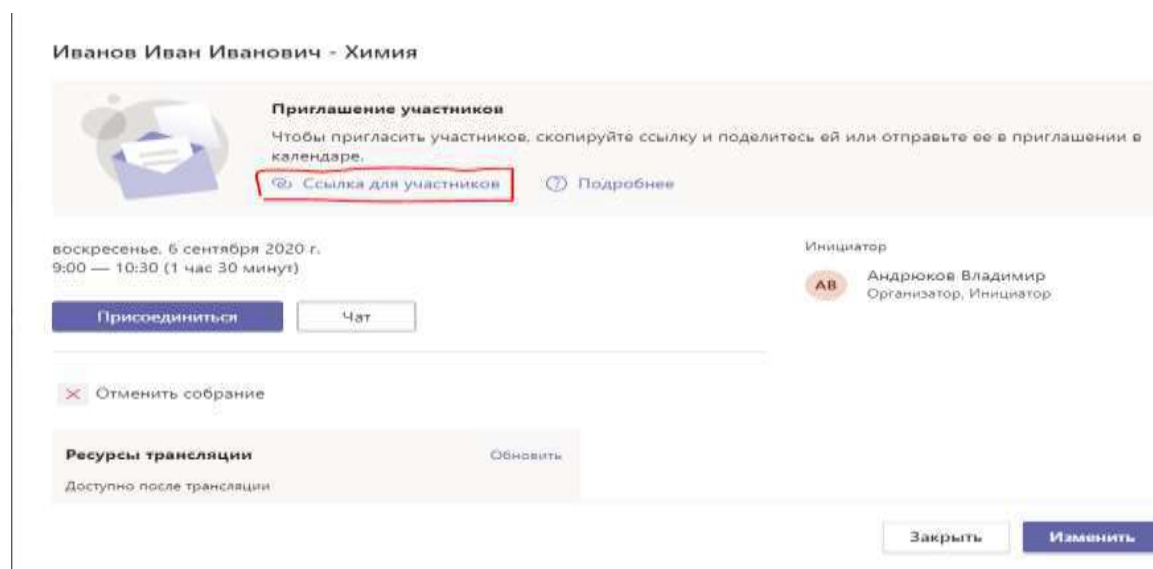 Иванов Иван Иванович - Химия
Приглашение участников
Чтобы пригласить участников, скопируйте ссылку и поделитесь ей или отправьте ее в приглашении в
календаре.
Ссылка для участников
Подробнее
воскресенье, 6 сентября 2020 г.
9:00 — 10:30 (1 час 30 минут)
Присоединиться
Чат
Инициатор
АВ
Андрюков Владимир
Организатор, Инициатор
Отменить собрание
Ресурсы трансляции
Обновить
Доступно после трансляции
Закрыть
Изменить